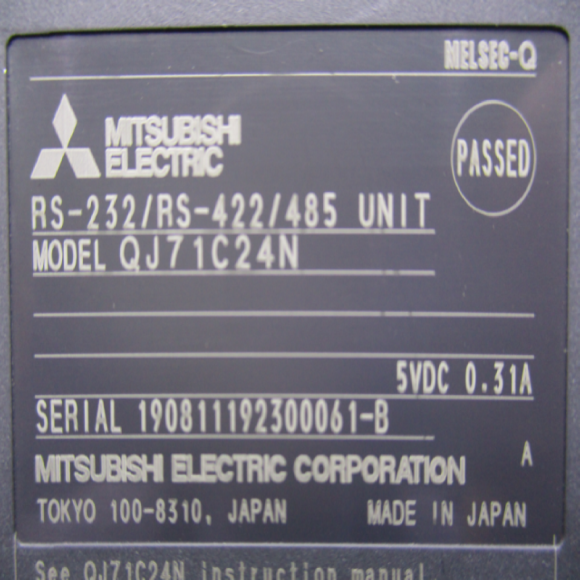 MELSEC-Q
MITSUBISHI
ELECTRIC
PASSED
RS-232/RS-422/485 UNIT
MODEL QJ71C24N
5VDC 0.31A
SERIAL 190811192300061-B
A
MITSUBISHI ELECTRIC CORPORATION
TOKYO 100-8310, JAPAN MADE IN JAPAN
See QJ71C24N instruction manual